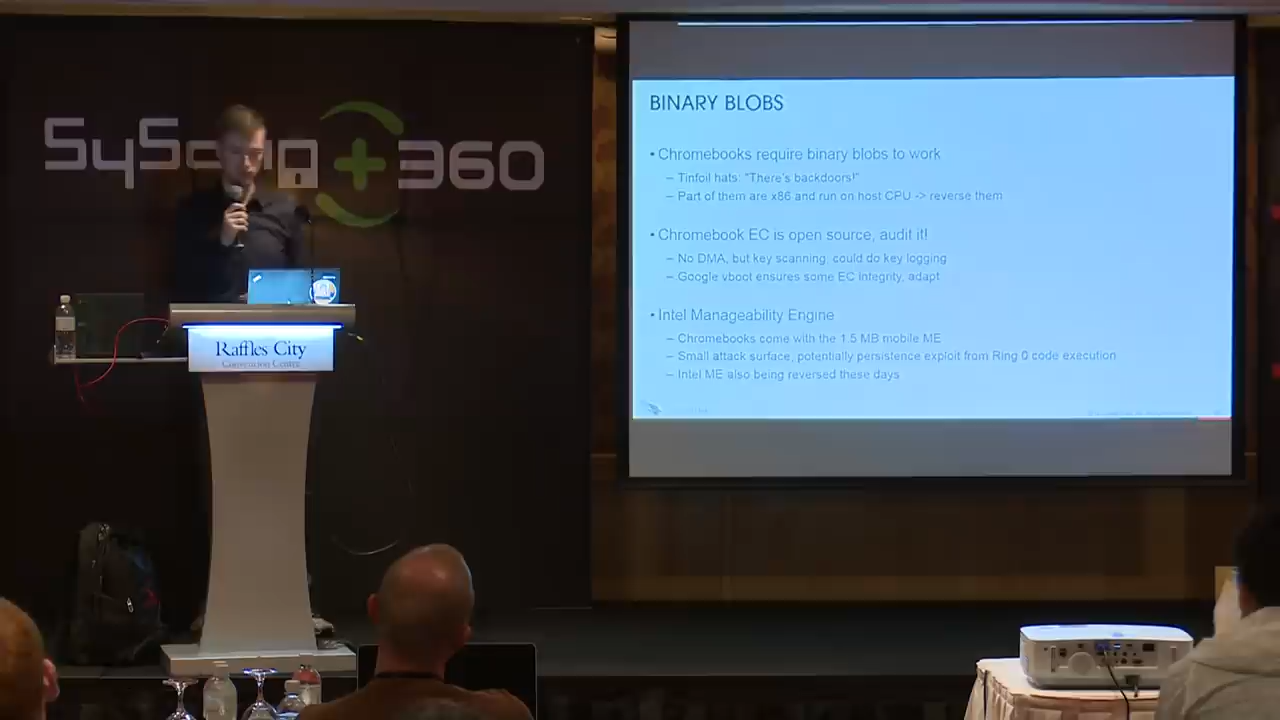 SyScan+360
Raffles City
Convention Centre
BINARY BLOBS
• Chromebooks require binary blobs to work
– Tinfoil hats: "There's backdoors!"
– Part of them are x86 and run on host CPU -> reverse them
• Chromebook EC is open source, audit it!
– No DMA, but key scanning, could do key logging
– Google vboot ensures some EC integrity, adapt
• Intel Manageability Engine
– Chromebooks come with the 1.5 MB mobile ME
– Small attack surface, potentially persistence exploit from Ring 0 code execution
– Intel ME also being reversed these days